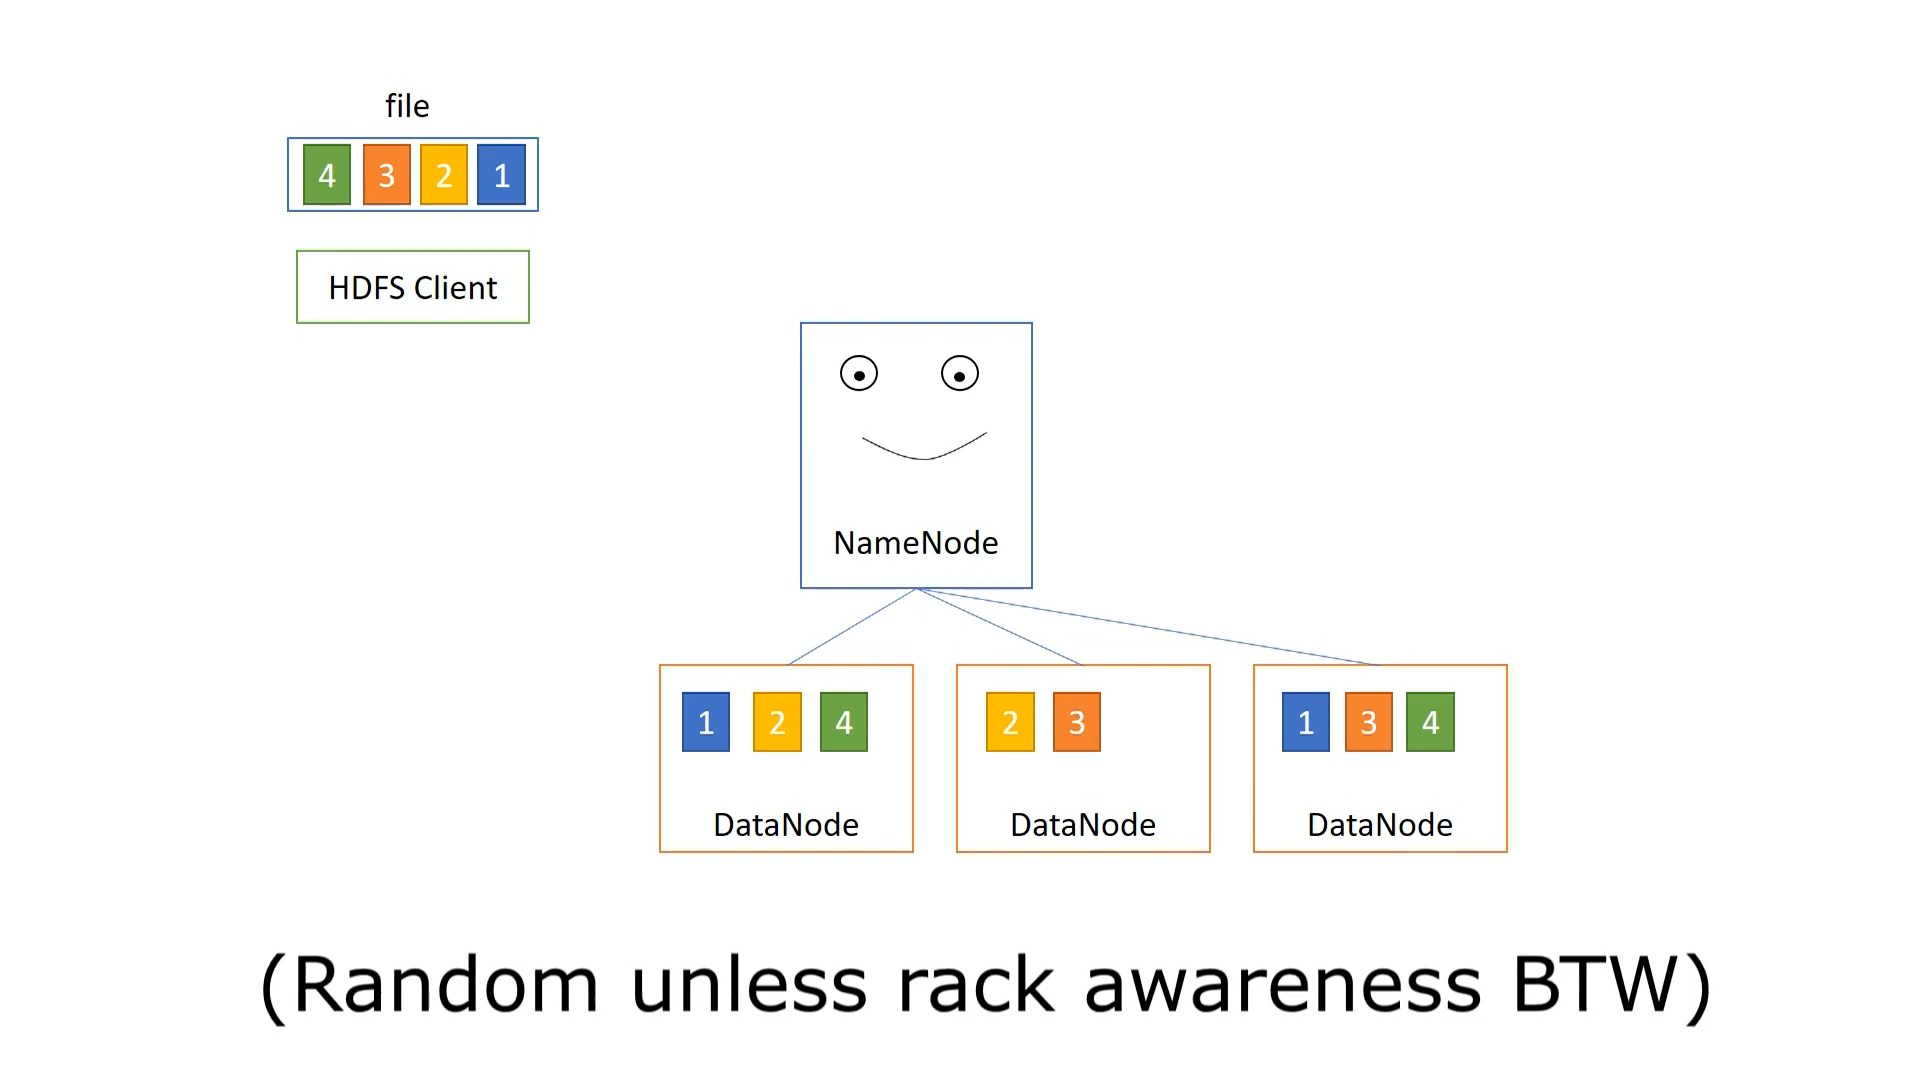 file
4 3 2 1
HDFS Client
NameNode
1 2 4
2 3
1 3 4
DataNode
DataNode
DataNode
(Random unless rack awareness BTW)